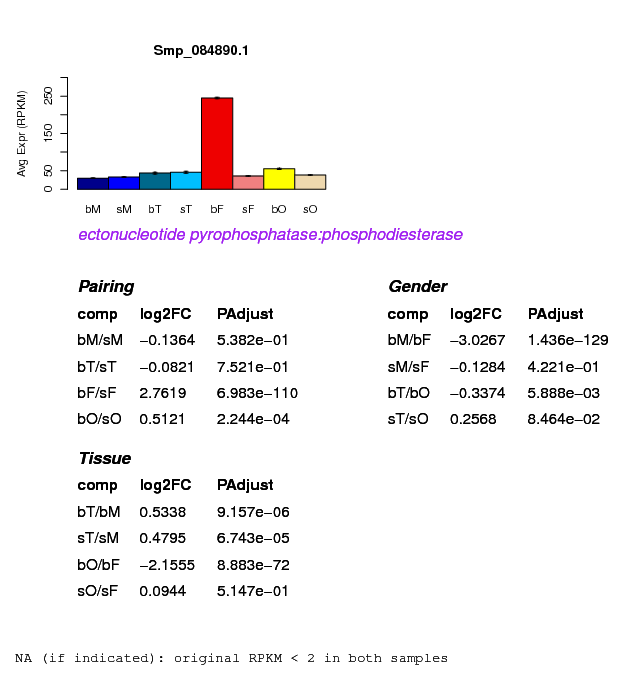 Smp_084890.1
Avg Expr (RPKM)
0 50 150 250
bM sM bT sT bF sF bO sO
ectonucleotide pyrophosphatase:phosphodiesterase
Pairing
comp log2FC PAdjust
bM/sM −0.1364 5.382e−01
bT/sT −0.0821 7.521e−01
bF/sF 2.7619 6.983e−110
bO/sO 0.5121 2.244e−04
Gender
comp log2FC PAdjust
bM/bF −3.0267 1.436e−129
sM/sF −0.1284 4.221e−01
bT/bO −0.3374 5.888e−03
sT/sO 0.2568 8.464e−02
Tissue
comp log2FC PAdjust
bT/bM 0.5338 9.157e−06
sT/sM 0.4795 6.743e−05
bO/bF −2.1555 8.883e−72
sO/sF 0.0944 5.147e−01
NA (if indicated): original RPKM < 2 in both samples